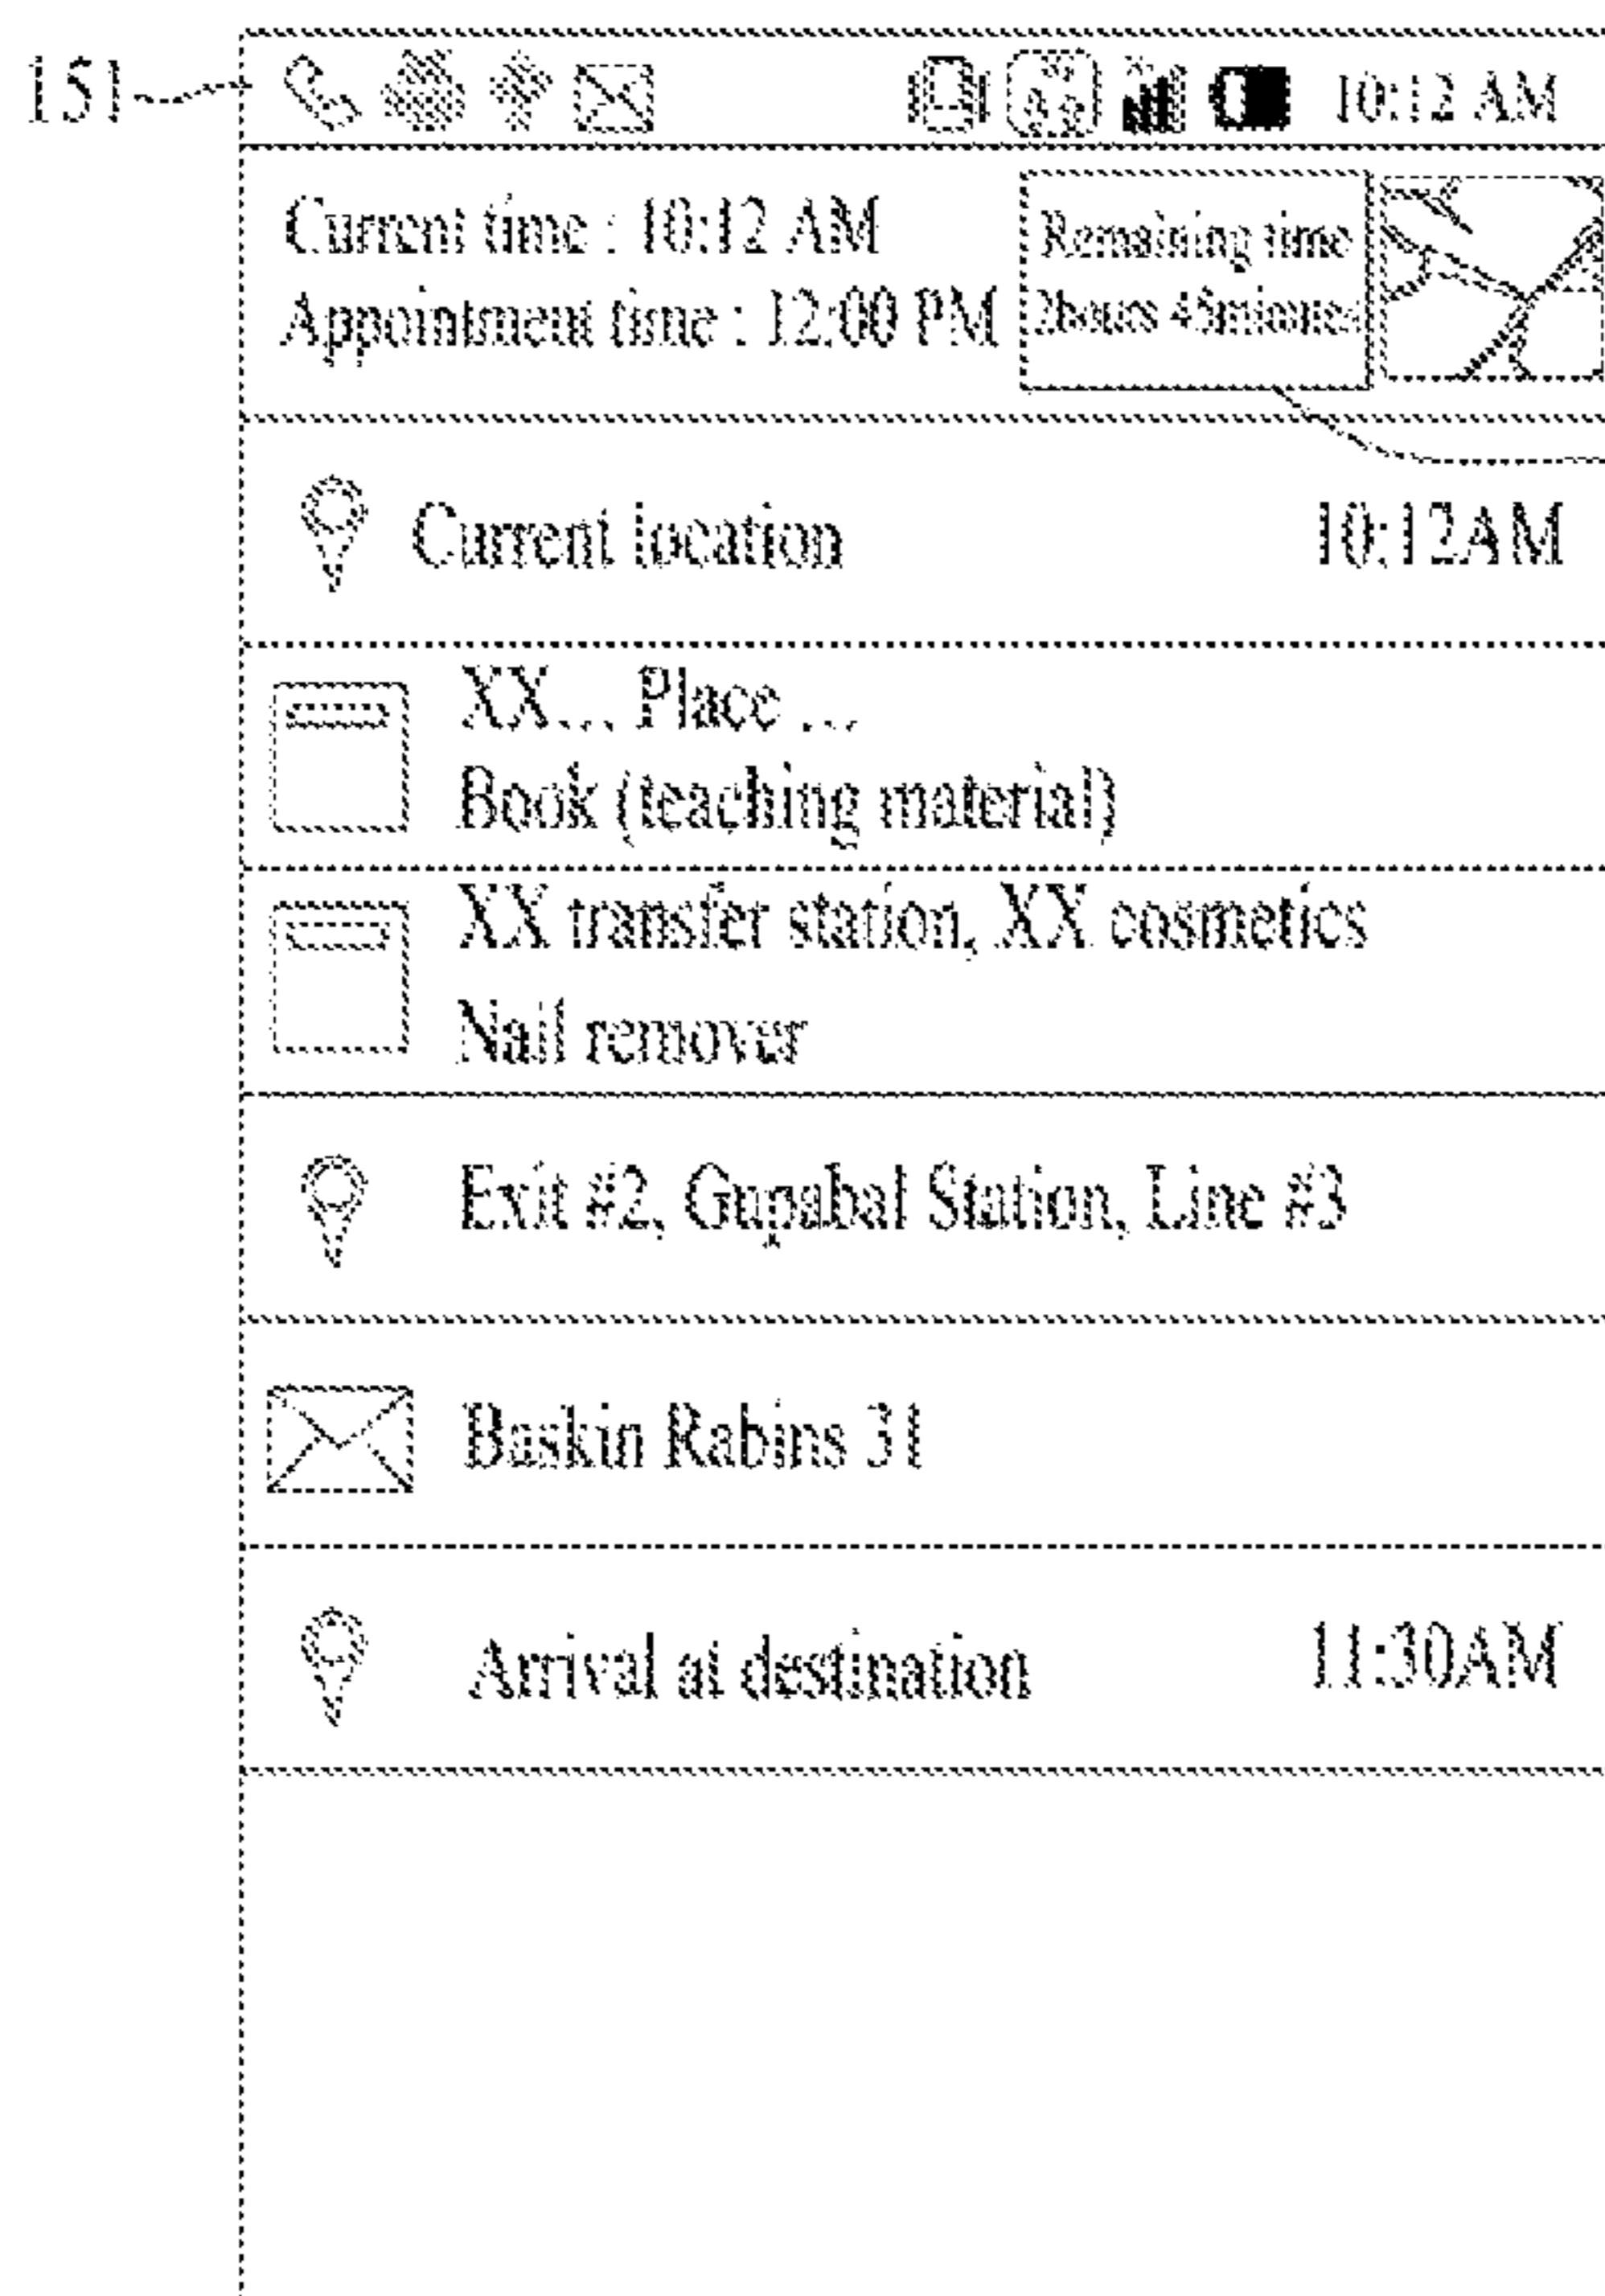 151
10:12 AM
Current time : 10:12 AM
Appointment time : 12:00 PM
Remaining time
2hours 45minutes
Current location
10:12AM
XX... Place ...
Book (teaching material)
XX transfer station, XX cosmetics
Nail remover
Exit #2, Gupabal Station, Line #3
Baskin Rabins 31
Arrival at destination
11:30AM